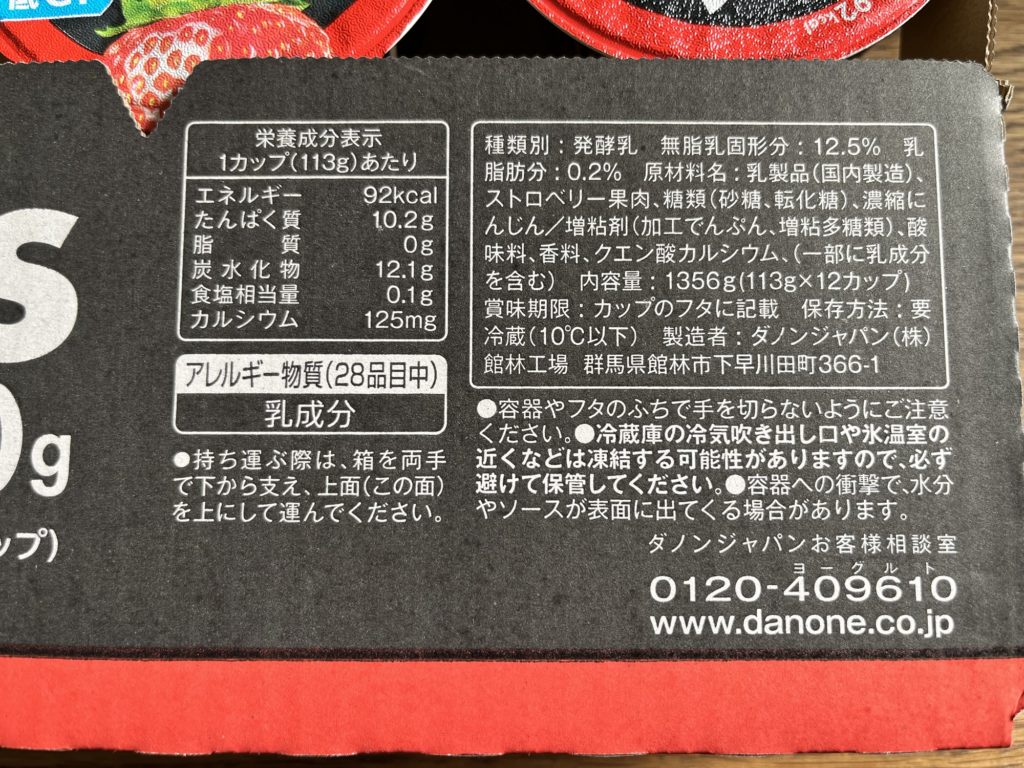 低GI
92kcal
s
0g
ップ)
栄養成分表示
1カップ(113g)あたり
エネルギー 92kcal
たんぱく質 10.2g
脂質 0g
炭水化物 12.1g
食塩相当量 0.1g
カルシウム 125mg
アレルギー物質(28品目中)
乳成分
●持ち運ぶ際は、箱を両手
で下から支え、上面(この面)
を上にして運んでください。
種類別:発酵乳 無脂乳固形分:12.5% 乳
脂肪分:0.2% 原材料名:乳製品(国内製造)、
ストロベリー果肉、糖類(砂糖、転化糖)、濃縮に
んじん/増粘剤(加工でんぷん、増粘多糖類)、酸
味料、香料、クエン酸カルシウム、(一部に乳成分
を含む) 内容量:1356g(113g×12カップ)
賞味期限:カップのフタに記載 保存方法:要
冷蔵(10℃以下) 製造者:ダノンジャパン(株)
館林工場 群馬県館林市下早川田町366-1
●容器やフタのふちで手を切らないようにご注意
ください。●冷蔵庫の冷気吹き出し口や氷温室の
近くなどは凍結する可能性がありますので、必ず
避けて保管してください。●容器への衝撃で、水分
やソースが表面に出てくる場合があります。
ダノンジャパンお客様相談室
ヨーグルト
0120-409610
www.danone.co.jp